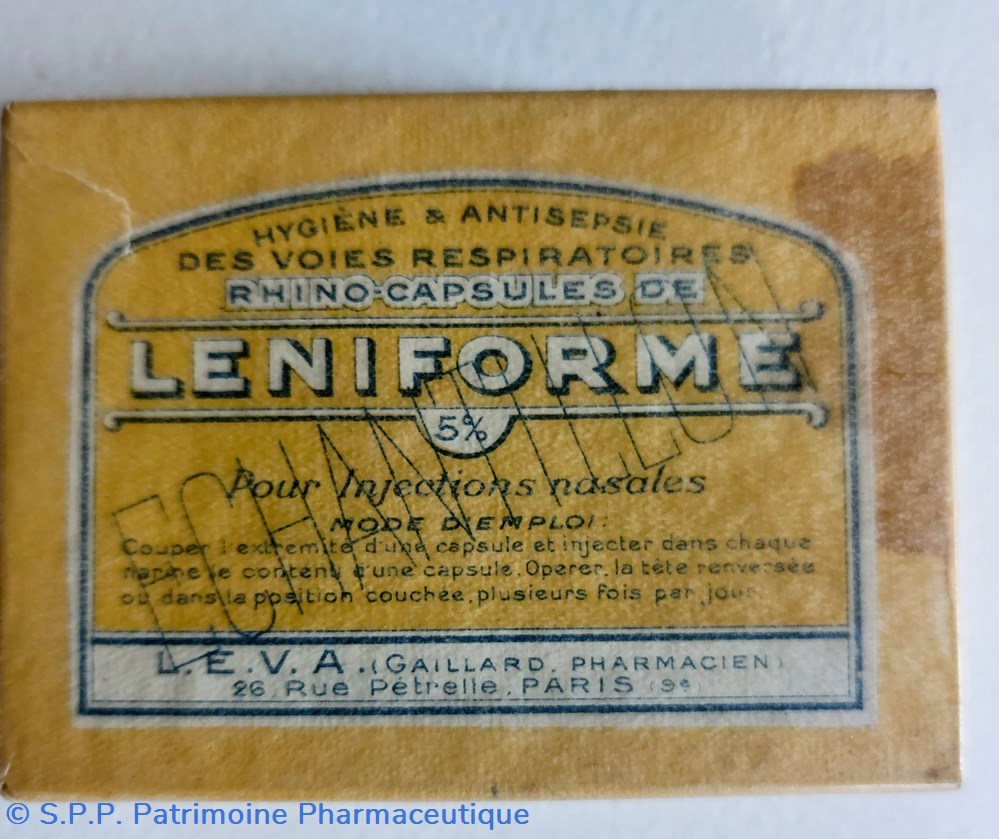 HYGIÈNE & ANTISEPSIE
DES VOIES RESPIRATOIRES
RHINO-CAPSULES DE
LENIFORME
5%
Pour Injections nasales
MODE D'EMPLOI:
Couper l'extremité d'une capsule et injecter dans chaque
narine le contenu d'une capsule. Operer, la tête renversée
ou dans la position couchée, plusieurs fois par jour.
ECHANTILLON
L.E.V.A. (GAILLARD. PHARMACIEN)
26, Rue Pétrelle, PARIS (9e)
© S.P.P. Patrimoine Pharmaceutique